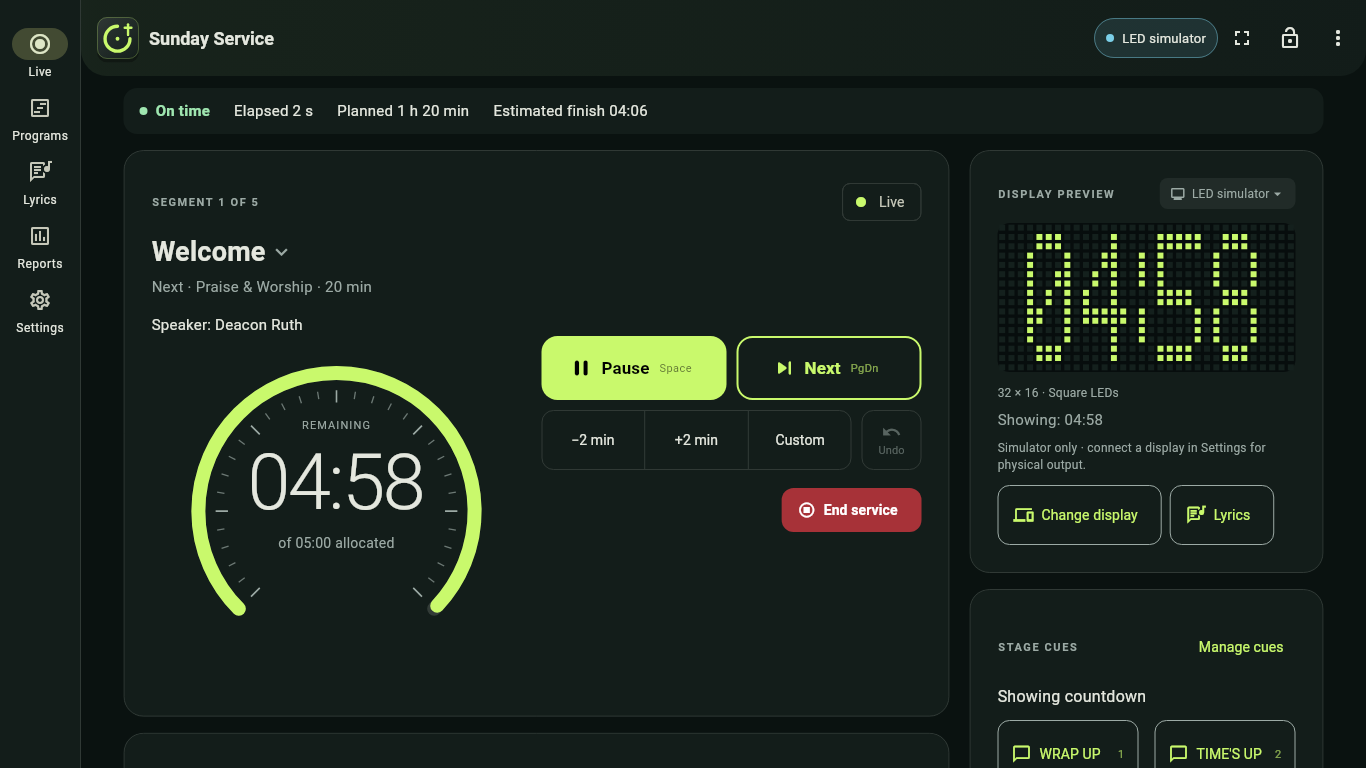 Sunday Service
LED simulator
Live
Programs
Lyrics
Reports
Settings
On time Elapsed 2 s Planned 1 h 20 min Estimated finish 04:06
SEGMENT 1 OF 5
Live
Welcome
Next · Praise & Worship · 20 min
Speaker: Deacon Ruth
REMAINING
04:58
of 05:00 allocated
Pause Space
Next PgDn
−2 min
+2 min
Custom
Undo
End service
DISPLAY PREVIEW
LED simulator
04:58
32 × 16 · Square LEDs
Showing: 04:58
Simulator only · connect a display in Settings for
physical output.
Change display
Lyrics
STAGE CUES
Manage cues
Showing countdown
WRAP UP 1
TIME'S UP 2